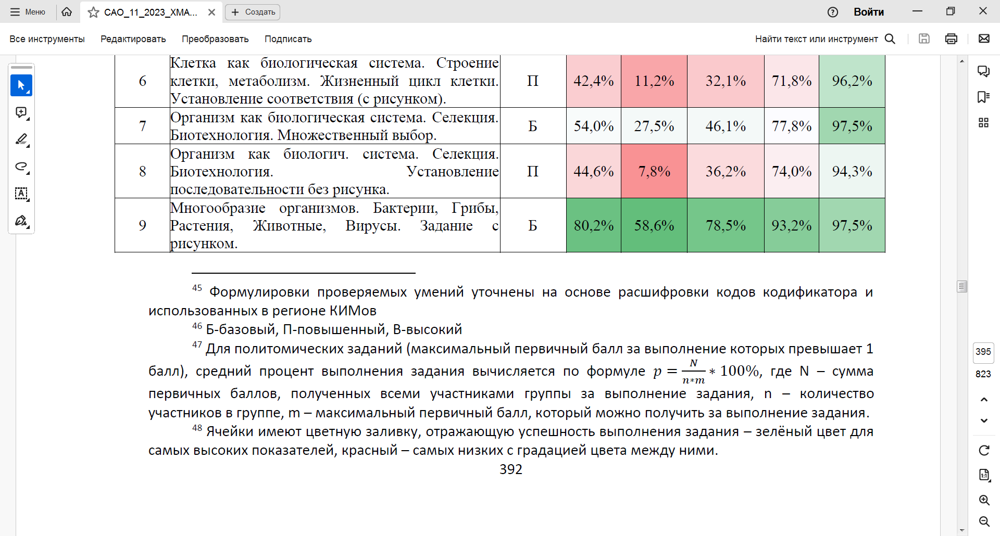 Меню
САО_11_2023_ХМА...
Создать
Войти
Все инструменты Редактировать Преобразовать Подписать
Найти текст или инструмент
6 Клетка как биологическая система. Строение
клетки, метаболизм. Жизненный цикл клетки. П 42,4% 11,2% 32,1% 71,8% 96,2%
Установление соответствия (с рисунком).
7 Организм как биологическая система. Селекция. Б 54,0% 27,5% 46,1% 77,8% 97,5%
Биотехнология. Множественный выбор.
8 Организм как биологич. система. Селекция.
Биотехнология. Установление П 44,6% 7,8% 36,2% 74,0% 94,3%
последовательности без рисунка.
9 Многообразие организмов. Бактерии, Грибы,
Растения, Животные, Вирусы. Задание с Б 80,2% 58,6% 78,5% 93,2% 97,5%
рисунком.
45 Формулировки проверяемых умений уточнены на основе расшифровки кодов кодификатора и
использованных в регионе КИМов
46 Б-базовый, П-повышенный, В-высокий
47 Для политомических заданий (максимальный первичный балл за выполнение которых превышает 1
балл), средний процент выполнения задания вычисляется по формуле p = N/(n*m) * 100%, где N – сумма
первичных баллов, полученных всеми участниками группы за выполнение задания, n – количество
участников в группе, m – максимальный первичный балл, который можно получить за выполнение задания.
48 Ячейки имеют цветную заливку, отражающую успешность выполнения задания – зелёный цвет для
самых высоких показателей, красный – самых низких с градацией цвета между ними.
392
395
823
1:1